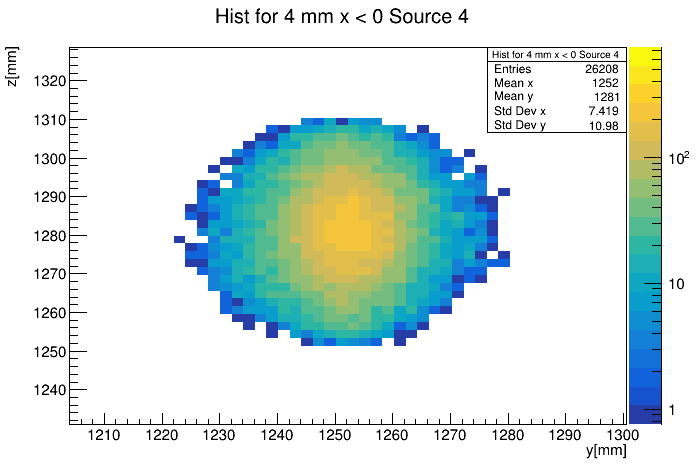 Hist for 4 mm x < 0 Source 4
z[mm]
Hist for 4 mm x < 0 Source 4
Entries 26208
Mean x 1252
Mean y 1281
Std Dev x 7.419
Std Dev y 10.98
1320
1310
1300
1290
1280
1270
1260
1250
1240
10²
10
1
1210 1220 1230 1240 1250 1260 1270 1280 1290 1300
y[mm]